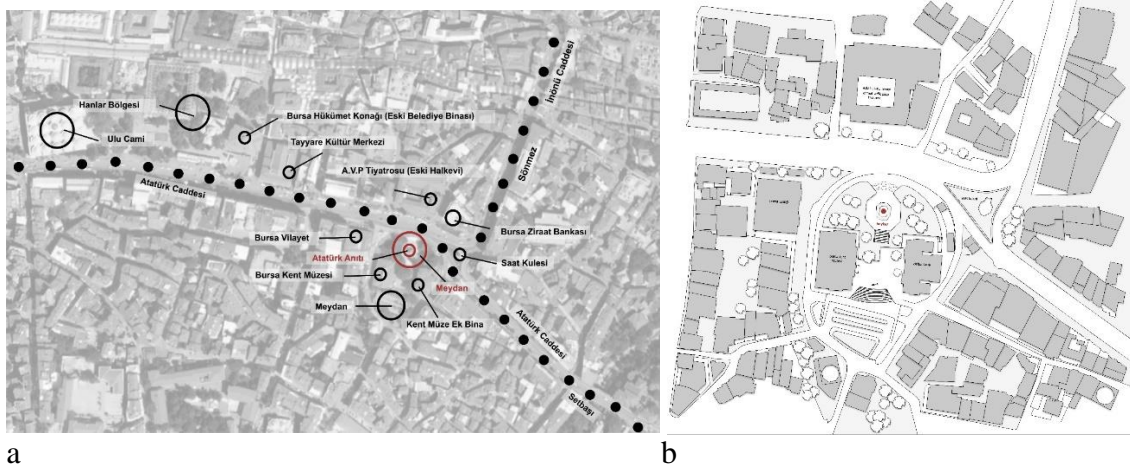 Hanlar Bölgesi
Ulu Cami
Bursa Hükümet Konağı (Eski Belediye Binası)
Tayyare Kültür Merkezi
A.V.P Tiyatrosu (Eski Halkevi)
İnönü Caddesi
Sönmez
Atatürk Caddesi
Bursa Vilayet
Bursa Ziraat Bankası
Atatürk Anıtı
Saat Kulesi
Bursa Kent Müzesi
Meydan
Meydan
Kent Müze Ek Bina
Atatürk Caddesi
Setbaşı
a
b